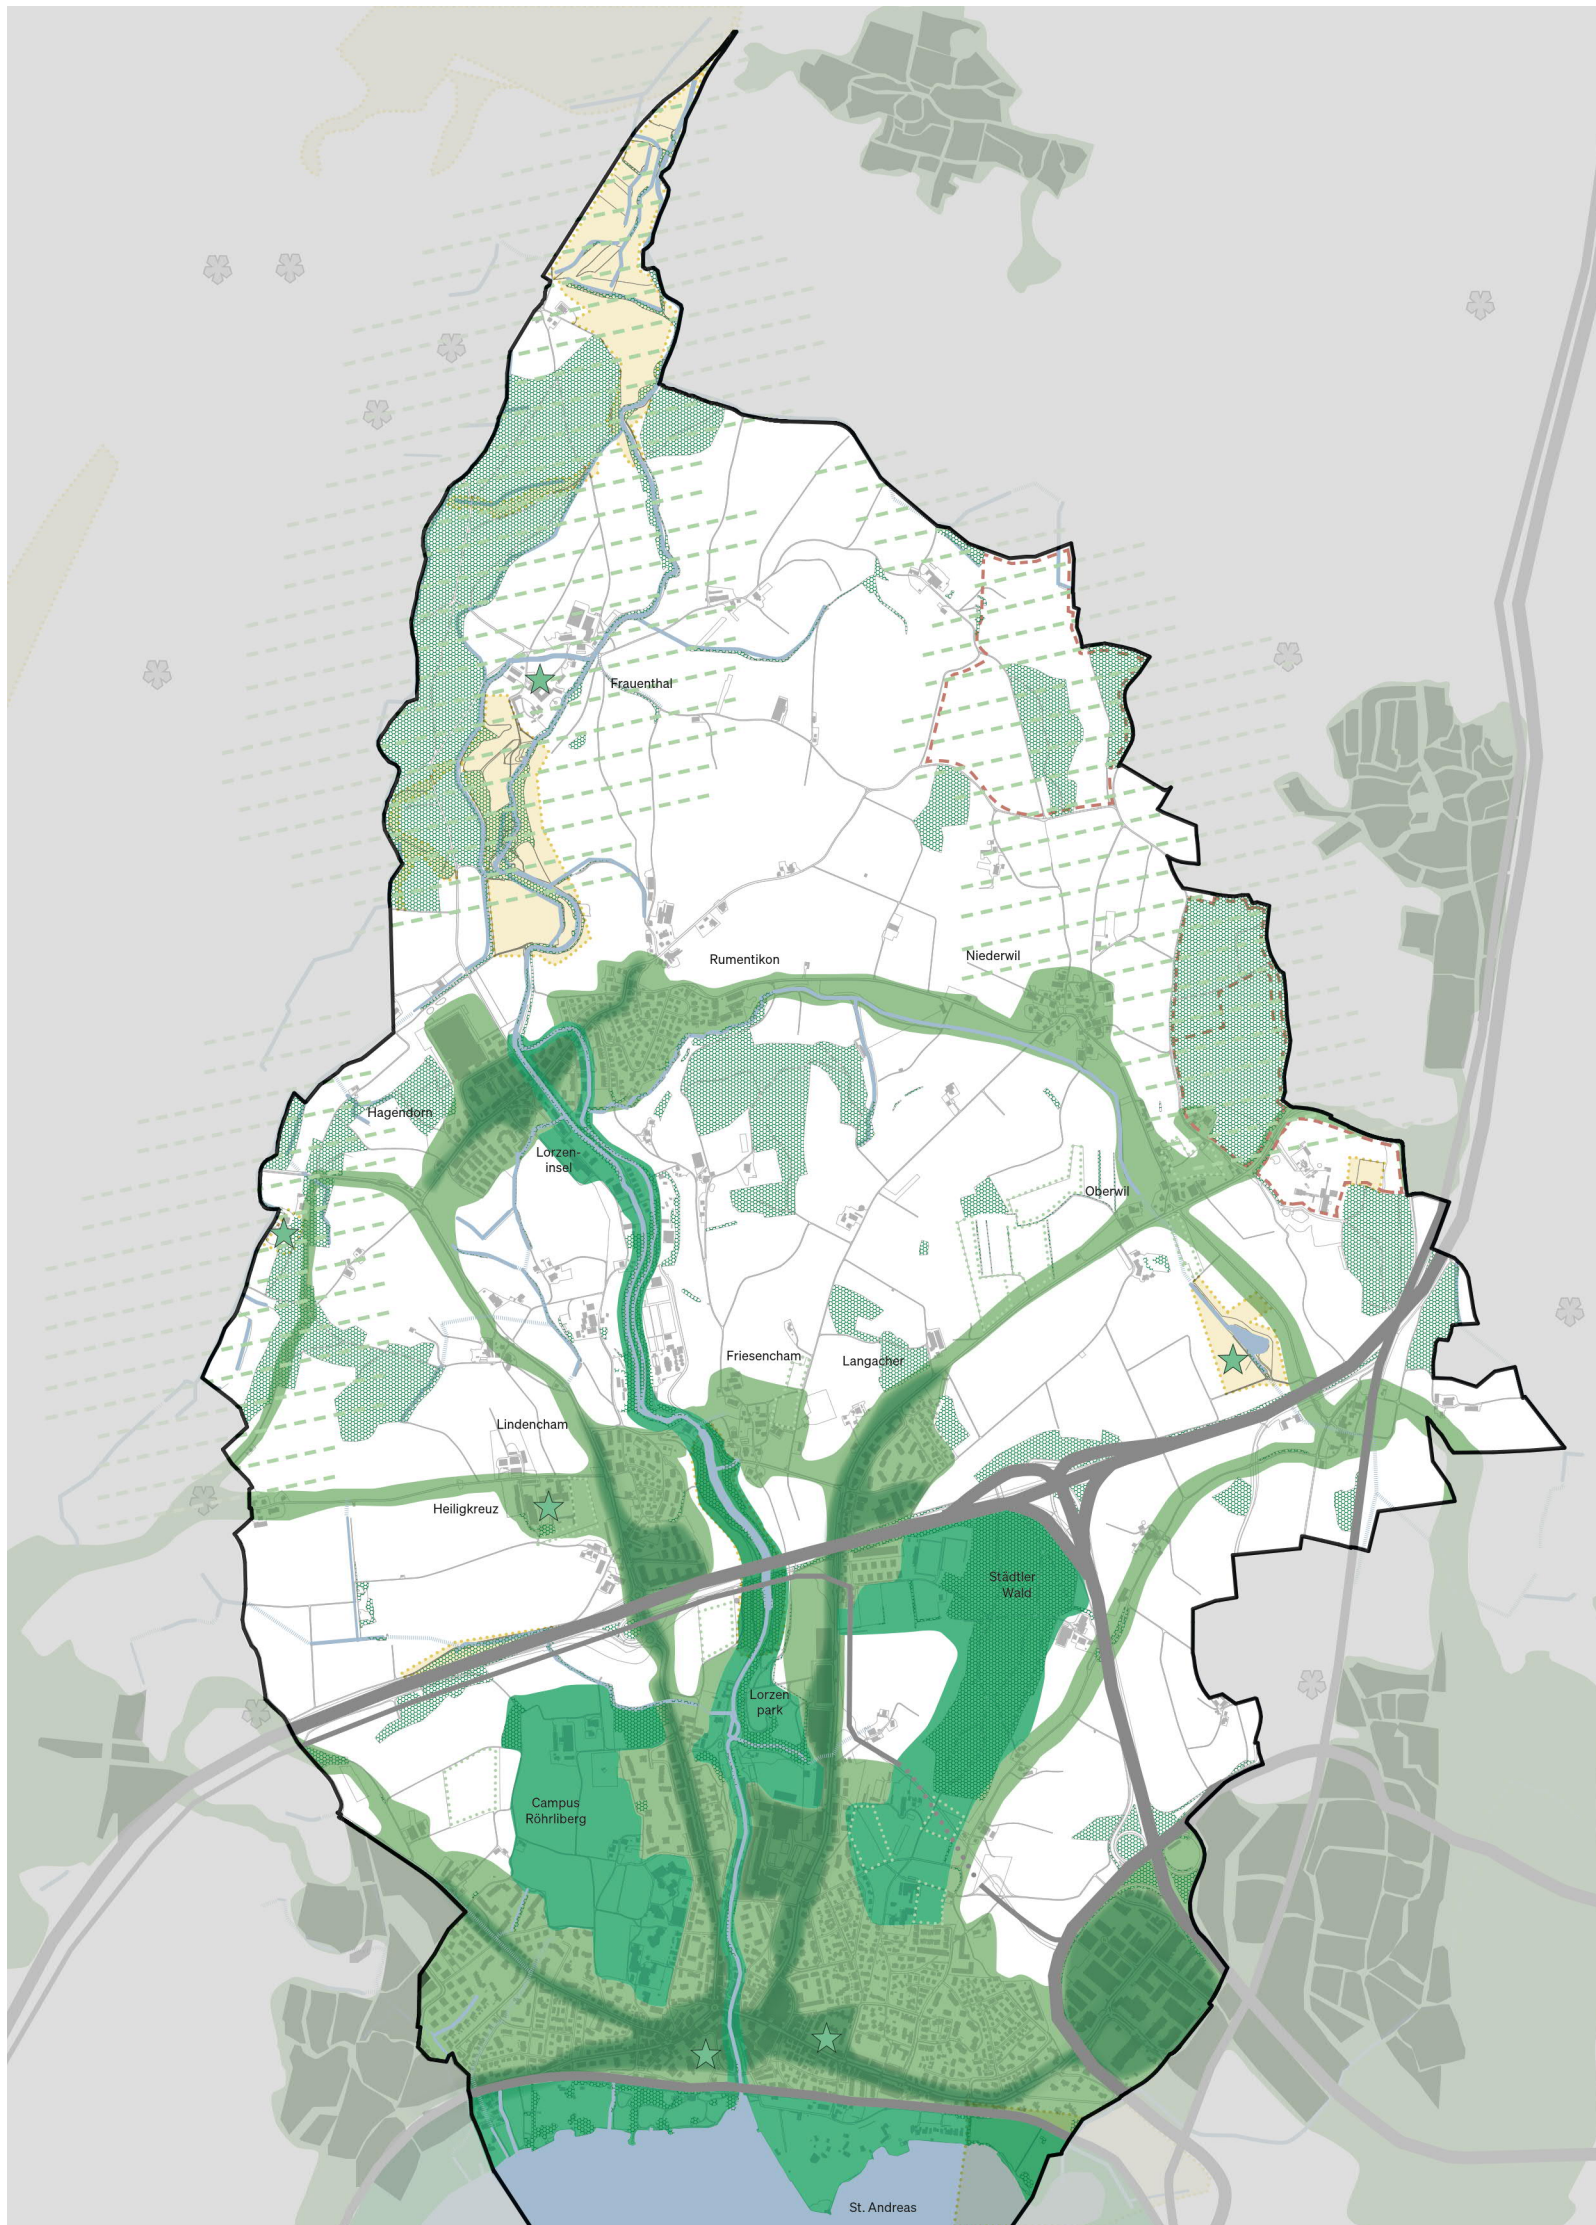 Frauenthal
Rumentikon
Niederwil
Hagendorn
Lorzen-
insel
Oberwil
Friesencham
Langacher
Lindencham
Heiligkreuz
Städtler
Wald
Lorzen
park
Campus
Röhrliberg
St. Andreas